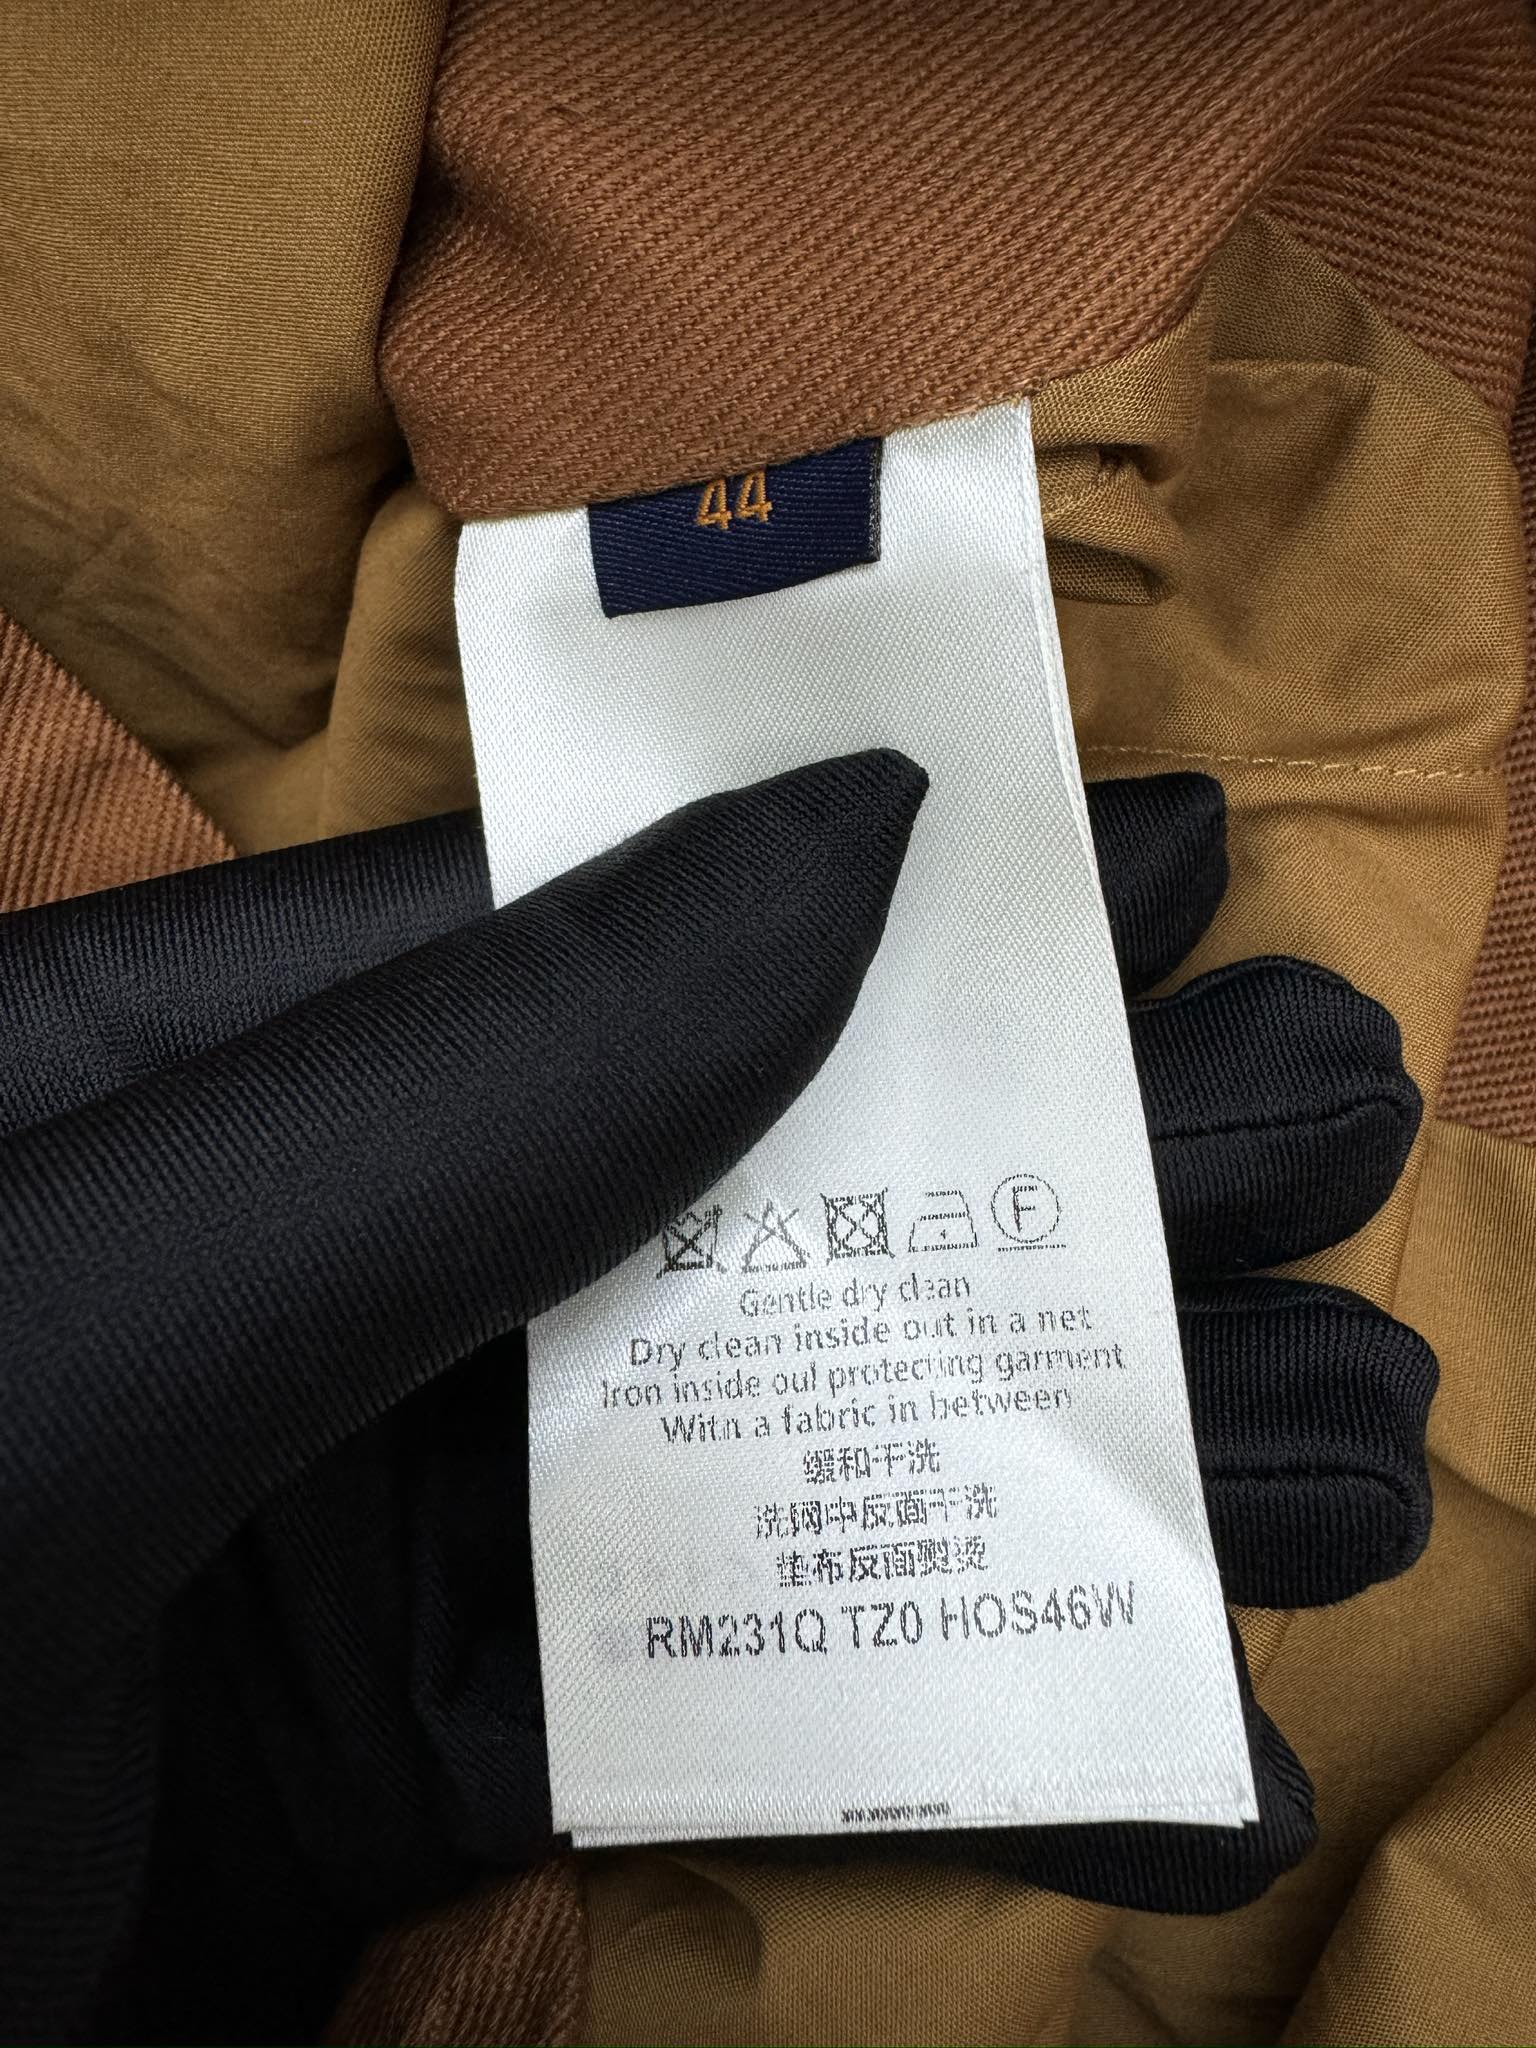 44
F
Gentle dry clean
Dry clean inside out in a net
Iron inside oul protecting garment
With a fabric in between
缓和干洗
洗网中反面干洗
垫布反面熨烫
RM231Q TZ0 HOS46W